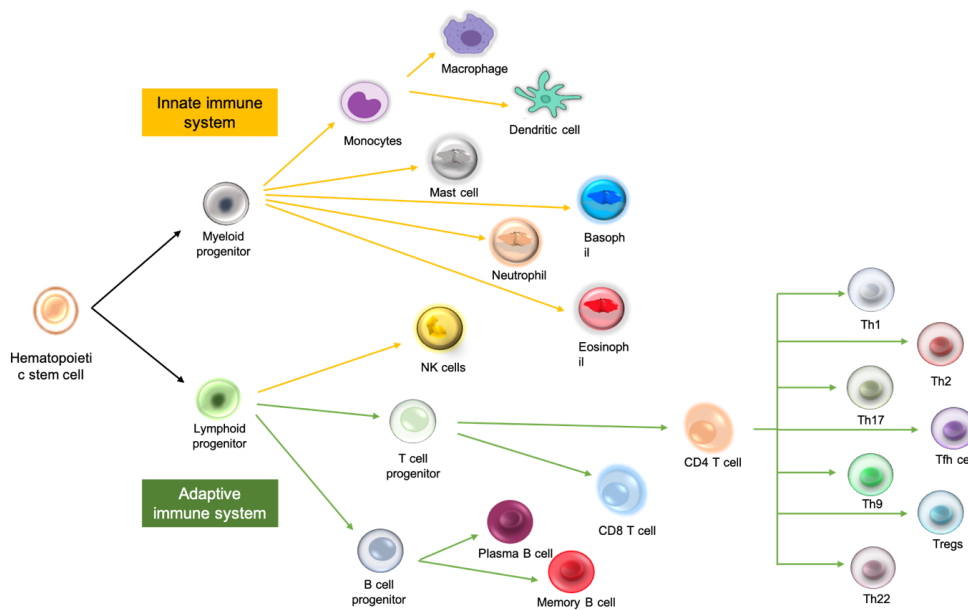 Macrophage
Innate immune
system
Monocytes
Dendritic cell
Mast cell
Myeloid
progenitor
Basoph
il
Neutrophil
Hematopoieti
c stem cell
Eosinoph
il
NK cells
Th1
Th2
Lymphoid
progenitor
T cell
progenitor
CD4 T cell
Th17
Tfh ce
Adaptive
immune system
CD8 T cell
Th9
Tregs
Plasma B cell
B cell
progenitor
Memory B cell
Th22